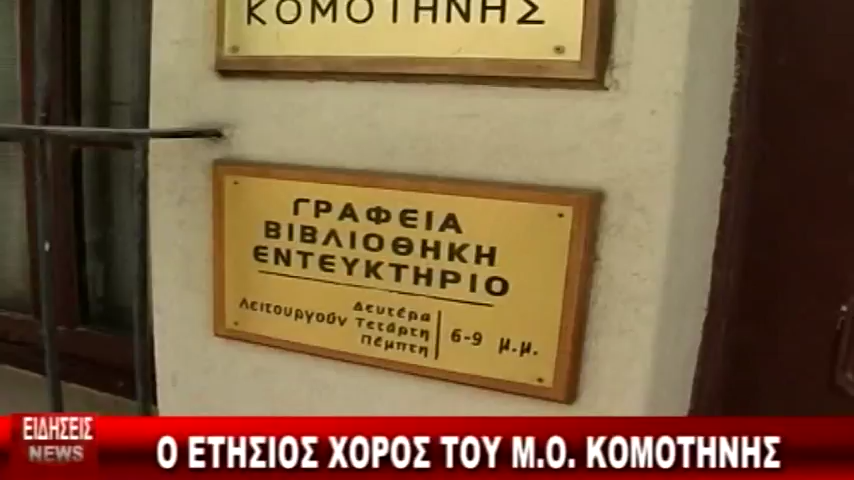 ΚΟΜΟΤΗΝΗΣ
ΓΡΑΦΕΙΑ
ΒΙΒΛΙΟΘΗΚΗ
ΕΝΤΕΥΚΤΗΡΙΟ
Λειτουργούν
Δευτέρα
Τετάρτη
Πέμπτη
6-9 μ.μ.
ΕΙΔΗΣΕΙΣ
NEWS
Ο ΕΤΗΣΙΟΣ ΧΟΡΟΣ ΤΟΥ Μ.Ο. ΚΟΜΟΤΗΝΗΣ